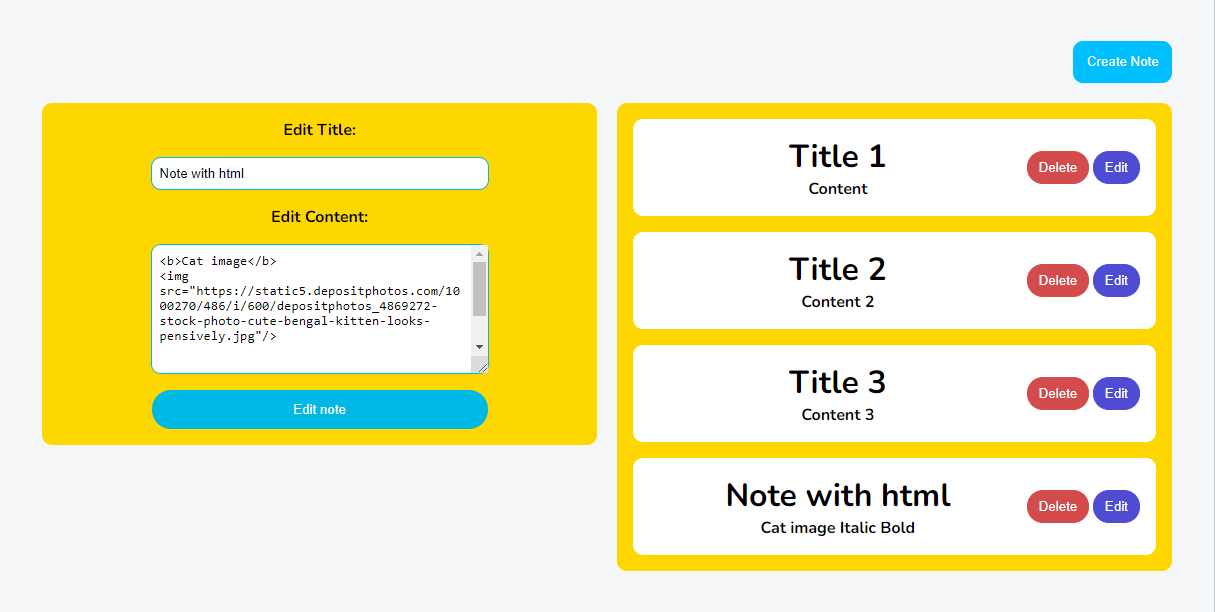 Create Note
Edit Title:
Note with html
Edit Content:
<b>Cat image</b>
<img
src="https://static5.depositphotos.com/10
00270/486/i/600/depositphotos_4869272-
stock-photo-cute-bengal-kitten-looks-
pensively.jpg"/>
Edit note
Title 1
Content
Delete Edit
Title 2
Content 2
Delete Edit
Title 3
Content 3
Delete Edit
Note with html
Cat image Italic Bold
Delete Edit